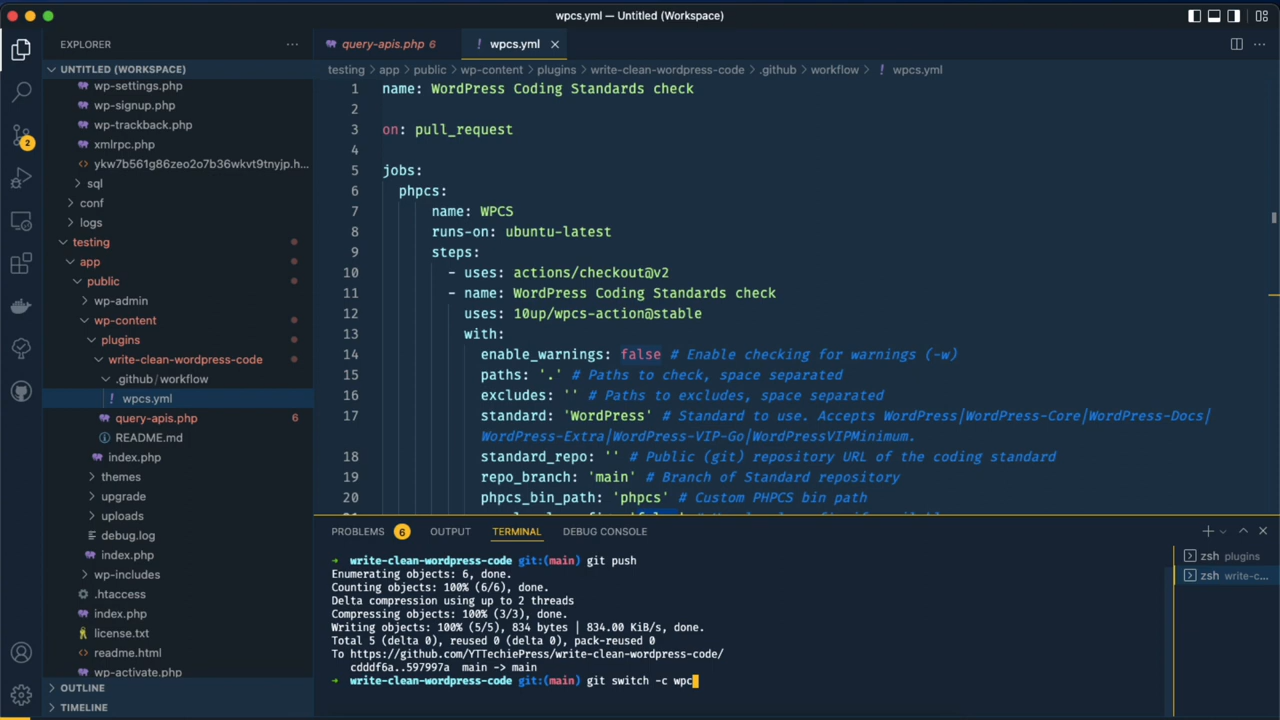 wpcs.yml — Untitled (Workspace)
EXPLORER
UNTITLED (WORKSPACE)
wp-settings.php
wp-signup.php
wp-trackback.php
xmlrpc.php
ykw7b561g86zeo2o7b36wkvt9tnyjp.h...
sql
conf
logs
testing
app
public
wp-admin
wp-content
plugins
write-clean-wordpress-code
.github/workflow
wpcs.yml
query-apis.php 6
README.md
index.php
themes
upgrade
uploads
debug.log
index.php
wp-includes
.htaccess
index.php
license.txt
readme.html
wp-activate.php
OUTLINE
TIMELINE
2
query-apis.php 6
wpcs.yml
testing > app > public > wp-content > plugins > write-clean-wordpress-code > .github > workflow > ! wpcs.yml
1 name: WordPress Coding Standards check
2
3 on: pull_request
4
5 jobs:
6 phpcs:
7 name: WPCS
8 runs-on: ubuntu-latest
9 steps:
10 - uses: actions/checkout@v2
11 - name: WordPress Coding Standards check
12 uses: 10up/wpcs-action@stable
13 with:
14 enable_warnings: false # Enable checking for warnings (-w)
15 paths: '.' # Paths to check, space separated
16 excludes: '' # Paths to excludes, space separated
17 standard: 'WordPress' # Standard to use. Accepts WordPress|WordPress-Core|WordPress-Docs|
WordPress-Extra|WordPress-VIP-Go|WordPressVIPMinimum.
18 standard_repo: '' # Public (git) repository URL of the coding standard
19 repo_branch: 'main' # Branch of Standard repository
20 phpcs_bin_path: 'phpcs' # Custom PHPCS bin path
PROBLEMS 6 OUTPUT TERMINAL DEBUG CONSOLE
→ write-clean-wordpress-code git:(main) git push
Enumerating objects: 6, done.
Counting objects: 100% (6/6), done.
Delta compression using up to 2 threads
Compressing objects: 100% (3/3), done.
Writing objects: 100% (5/5), 834 bytes | 834.00 KiB/s, done.
Total 5 (delta 0), reused 0 (delta 0), pack-reused 0
To https://github.com/YTTechiePress/write-clean-wordpress-code/
cdddf6a..597997a main -> main
→ write-clean-wordpress-code git:(main) git switch -c wpc
zsh plugins
zsh write-c...